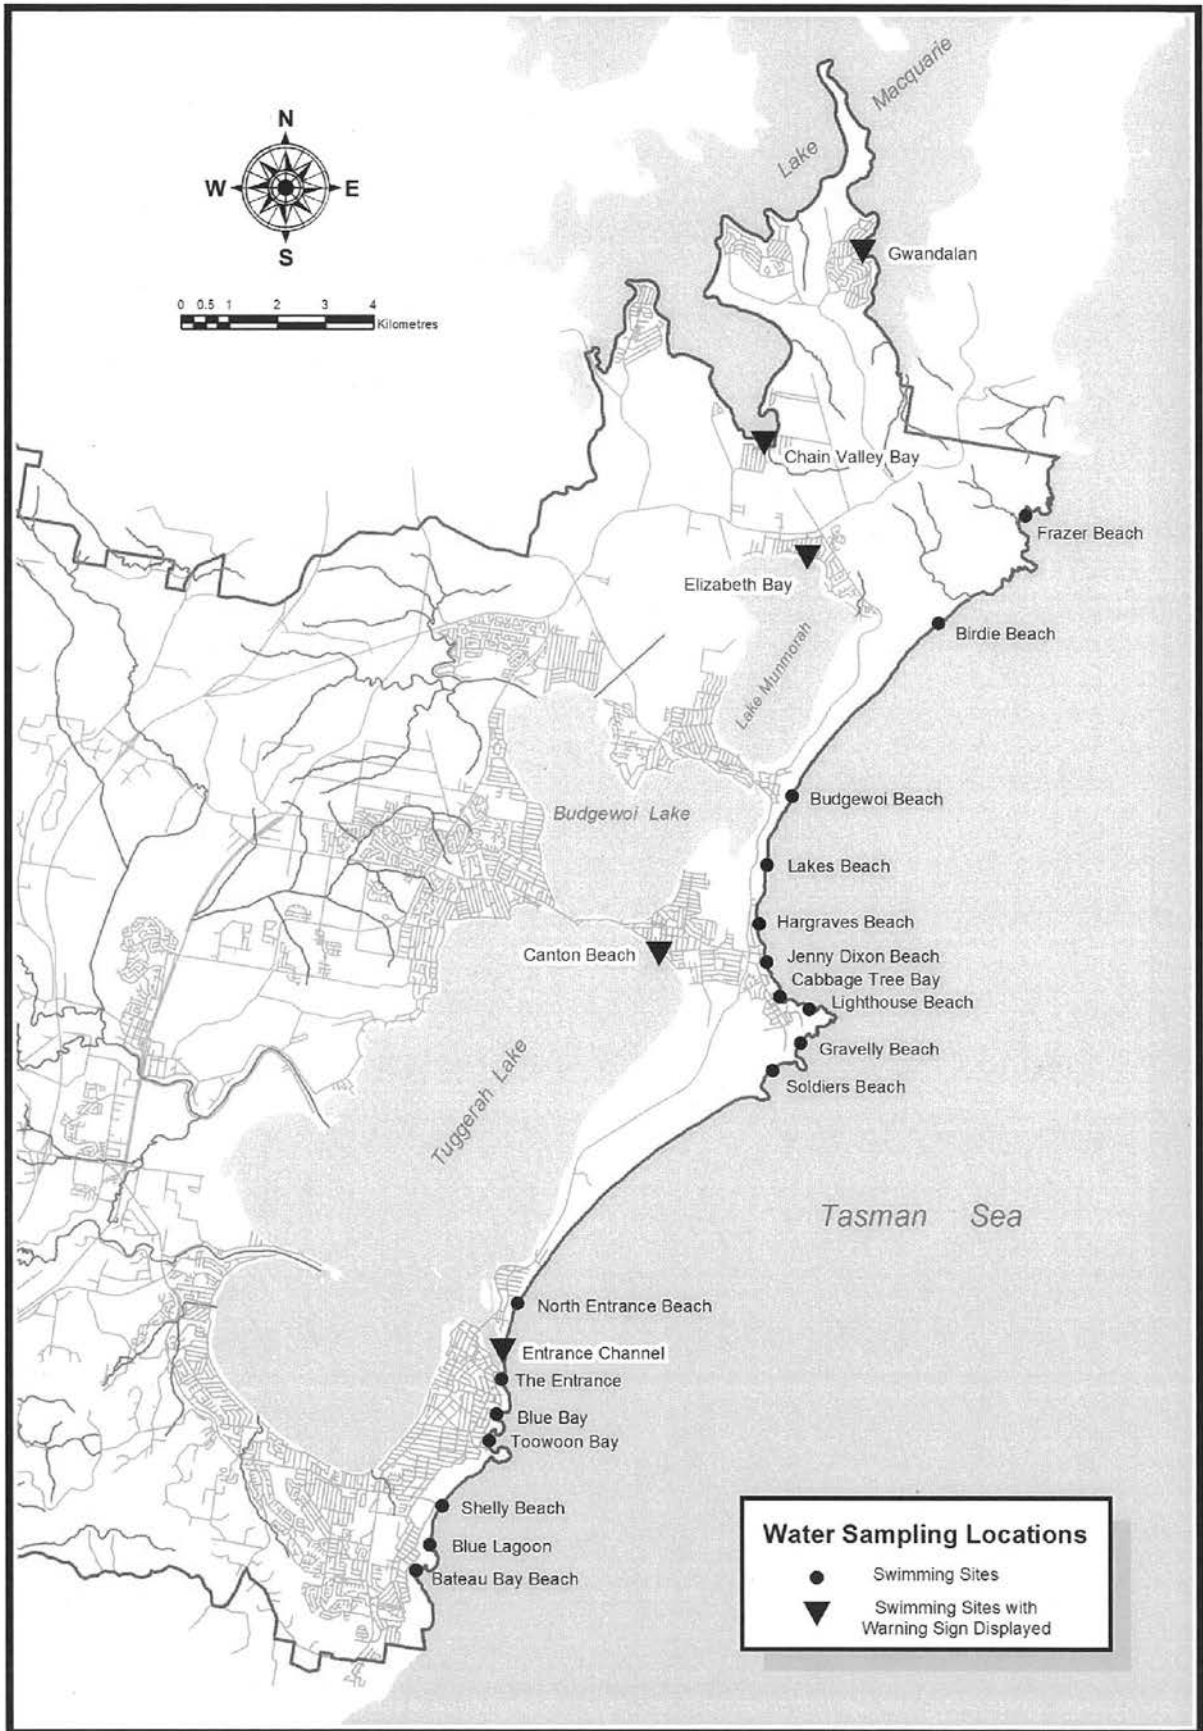 Macquarie
Lake
N
W E
S
0 0.5 1 2 3 4
Kilometres
Gwandalan
Chain Valley Bay
Frazer Beach
Elizabeth Bay
Birdie Beach
Lake Munmorah
Budgewoi Beach
Budgewoi Lake
Lakes Beach
Hargraves Beach
Canton Beach
Jenny Dixon Beach
Cabbage Tree Bay
Lighthouse Beach
Gravelly Beach
Soldiers Beach
Tuggerah Lake
Tasman Sea
North Entrance Beach
Entrance Channel
The Entrance
Blue Bay
Toowoon Bay
Shelly Beach
Blue Lagoon
Bateau Bay Beach
Water Sampling Locations
Swimming Sites
Swimming Sites with
Warning Sign Displayed